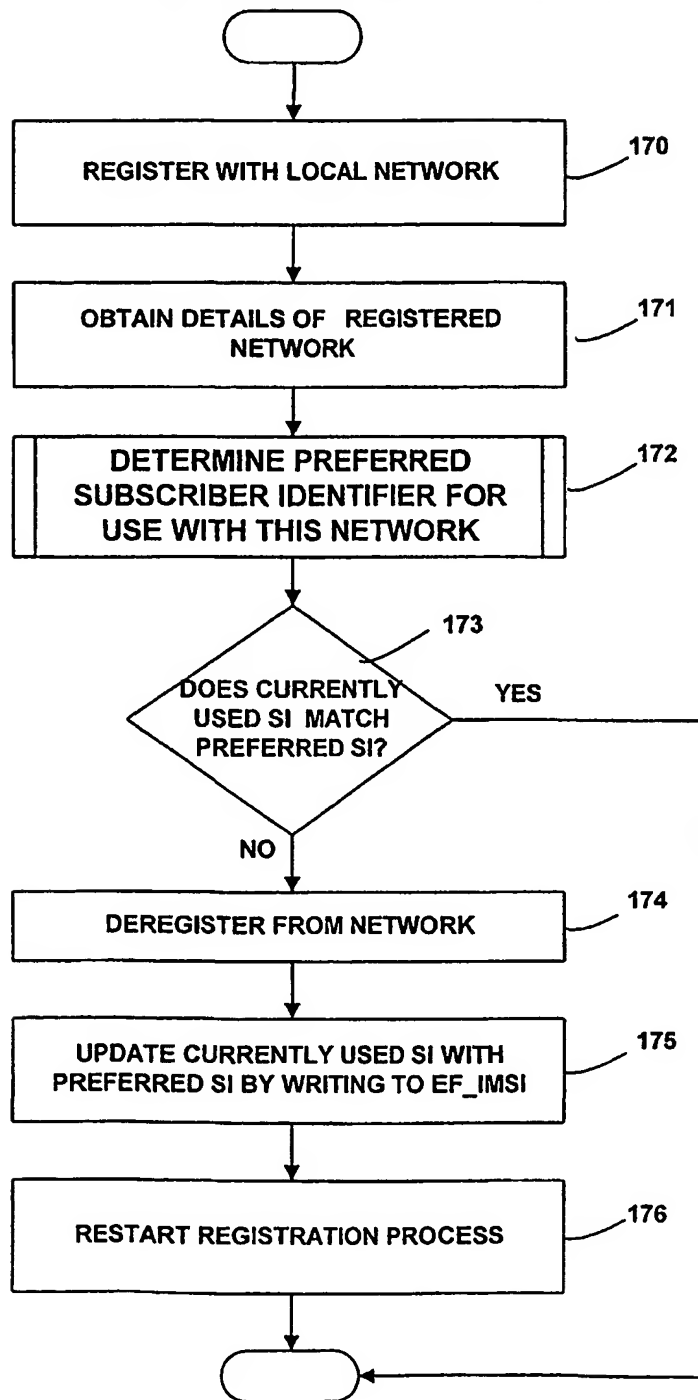 REGISTER WITH LOCAL NETWORK
170
OBTAIN DETAILS OF REGISTERED
NETWORK
171
DETERMINE PREFERRED
SUBSCRIBER IDENTIFIER FOR
USE WITH THIS NETWORK
172
173
DOES CURRENTLY
USED SI MATCH
PREFERRED SI?
YES
NO
DEREGISTER FROM NETWORK
174
UPDATE CURRENTLY USED SI WITH
PREFERRED SI BY WRITING TO EF_IMSI
175
RESTART REGISTRATION PROCESS
176